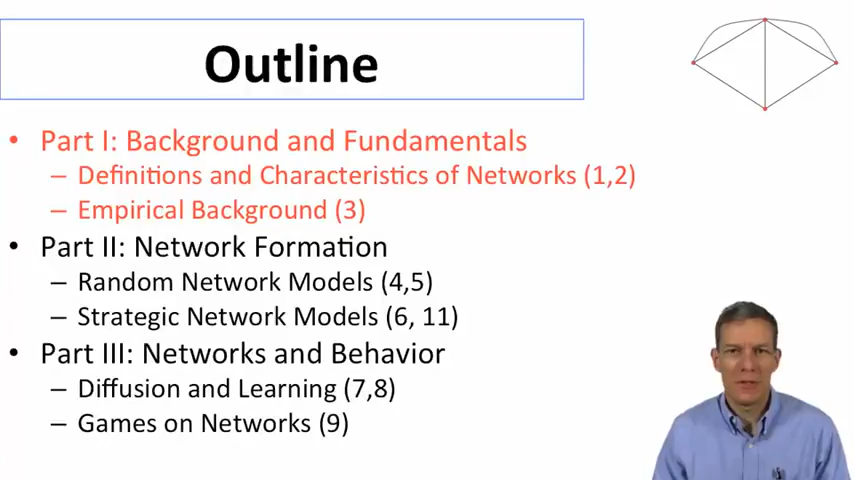 Outline
• Part I: Background and Fundamentals
– Definitions and Characteristics of Networks (1,2)
– Empirical Background (3)
• Part II: Network Formation
– Random Network Models (4,5)
– Strategic Network Models (6, 11)
• Part III: Networks and Behavior
– Diffusion and Learning (7,8)
– Games on Networks (9)